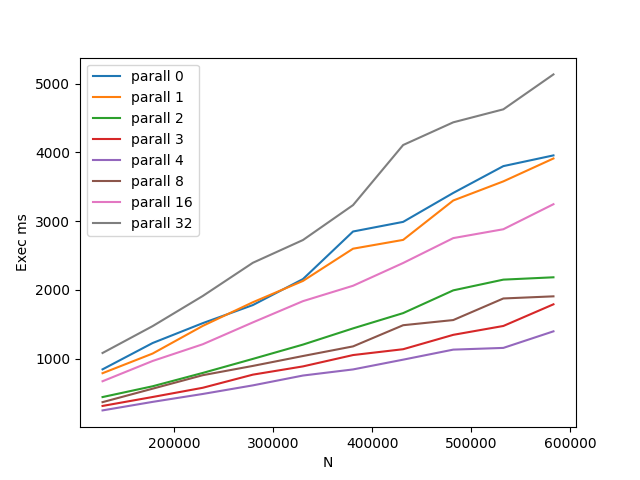 parall 0
parall 1
parall 2
parall 3
parall 4
parall 8
parall 16
parall 32
5000
4000
3000
2000
1000
Exec ms
200000 300000 400000 500000 600000
N